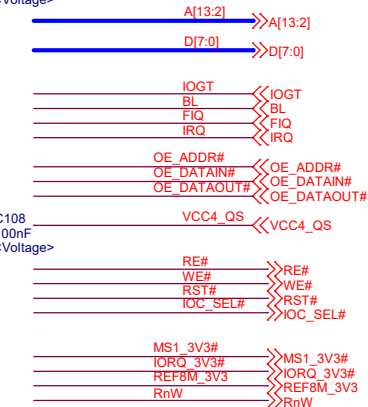 <Voltage>
A[13:2] A[13:2]
D[7:0] D[7:0]
IOGT IOGT
BL BL
FIQ FIQ
IRQ IRQ
OE_ADDR# OE_ADDR#
OE_DATAIN# OE_DATAIN#
OE_DATAOUT# OE_DATAOUT#
C108 VCC4_QS VCC4_QS
00nF
<Voltage>
RE# RE#
WE# WE#
RST# RST#
IOC_SEL# IOC_SEL#
MS1_3V3# MS1_3V3#
IORQ_3V3# IORQ_3V3#
REF8M_3V3 REF8M_3V3
RnW RnW